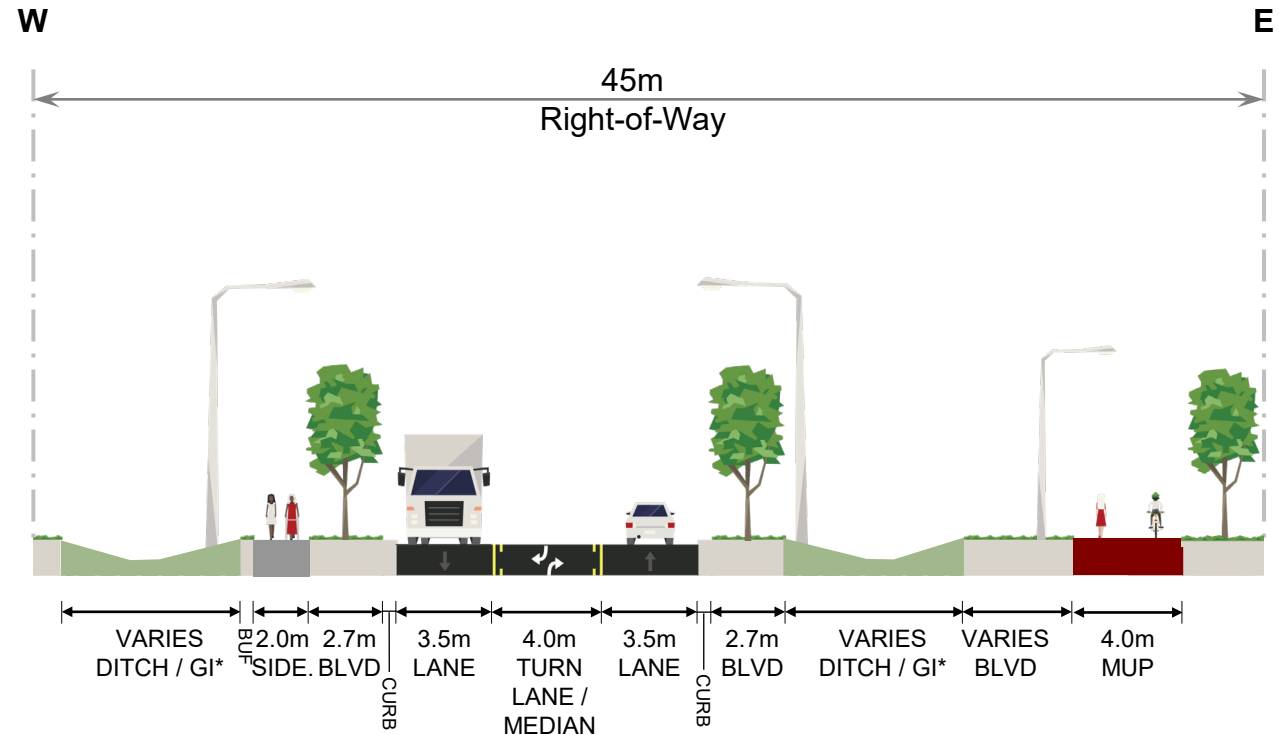 W
E
45m
Right-of-Way
VARIES
DITCH / GI*
BUF
2.0m
SIDE.
2.7m
BLVD
CURB
3.5m
LANE
4.0m
TURN
LANE /
MEDIAN
3.5m
LANE
CURB
2.7m
BLVD
VARIES
DITCH / GI*
VARIES
BLVD
4.0m
MUP